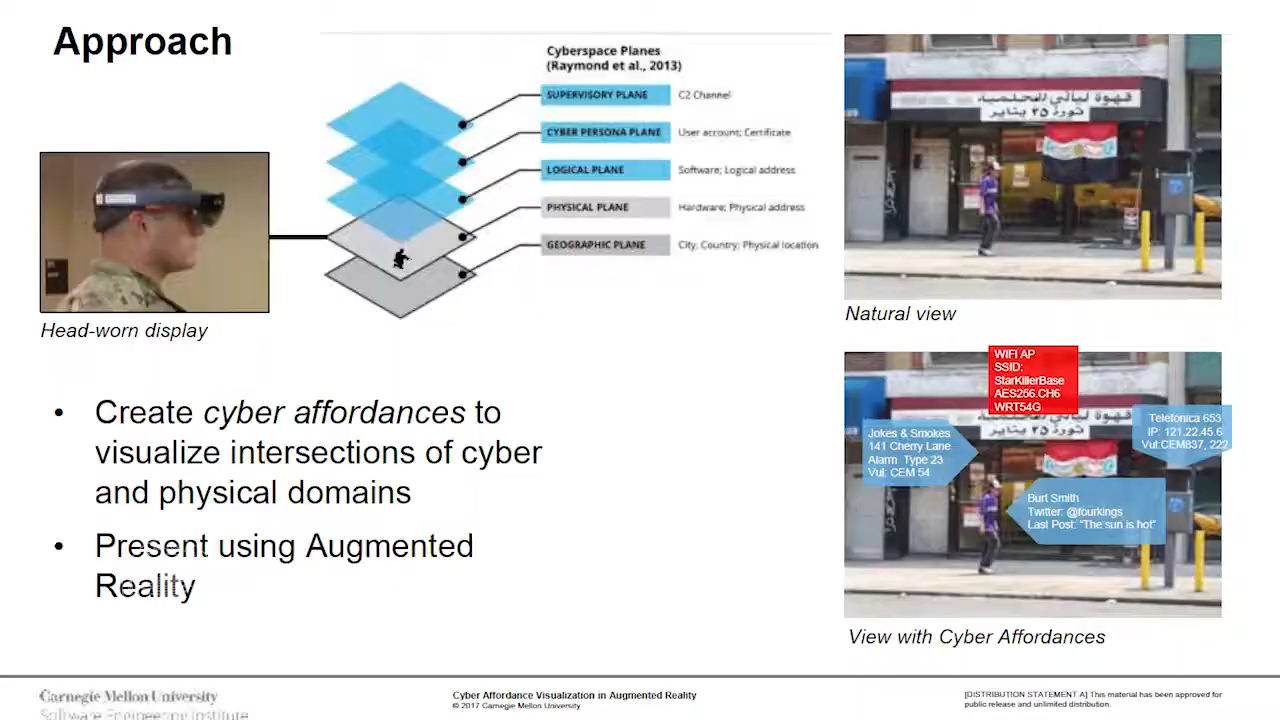 Approach
Cyberspace Planes
(Raymond et al., 2013)
SUPERVISORY PLANE C2 Channel
CYBER PERSONA PLANE User account; Certificate
LOGICAL PLANE Software; Logical address
PHYSICAL PLANE Hardware; Physical address
GEOGRAPHIC PLANE City; Country; Physical location
Head-worn display
قهوة ليالي الحلمية
ثورة ٢٥ يناير
Natural view
• Create cyber affordances to
visualize intersections of cyber
and physical domains
• Present using Augmented
Reality
WIFI AP
SSID:
StarKillerBase
AES256.CH6
WRT54G
قهوة ليالي الحلمية
ثورة ٢٥ يناير
Jokes & Smokes
141 Cherry Lane
Alarm Type 23
Vul: CEM 54
Telefonica 653
IP: 121.22.45.6
Vul:CEM837, 222
Burt Smith
Twitter: @fourkings
Last Post: “The sun is hot”
View with Cyber Affordances
Carnegie Mellon University
Software Engineering Institute
Cyber Affordance Visualization in Augmented Reality
© 2017 Carnegie Mellon University
[DISTRIBUTION STATEMENT A] This material has been approved for
public release and unlimited distribution.